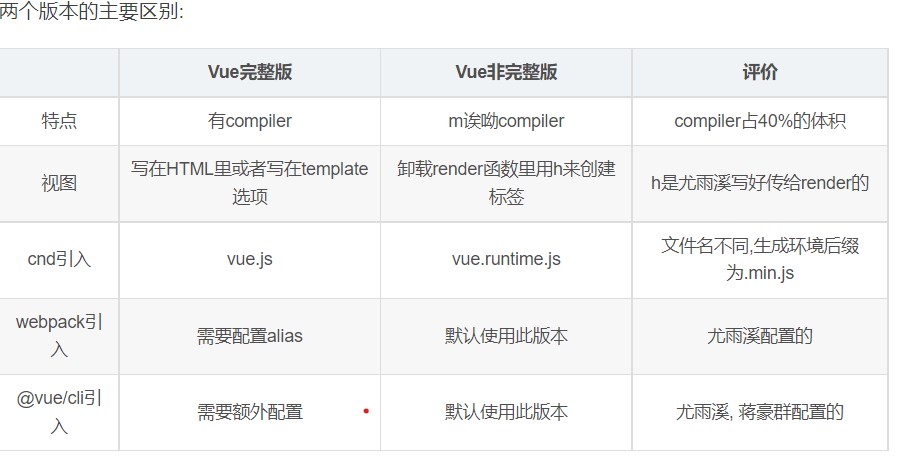 两个版本的主要区别:
Vue完整版 Vue非完整版 评价
特点 有compiler m诶呦compiler compiler占40%的体积
视图 写在HTML里或者写在template
选项 卸载render函数里用h来创建
标签 h是尤雨溪写好传给render的
cnd引入 vue.js vue.runtime.js 文件名不同,生成环境后缀
为.min.js
webpack引
入 需要配置alias 默认使用此版本 尤雨溪配置的
@vue/cli引
入 需要额外配置 默认使用此版本 尤雨溪, 蒋豪群配置的